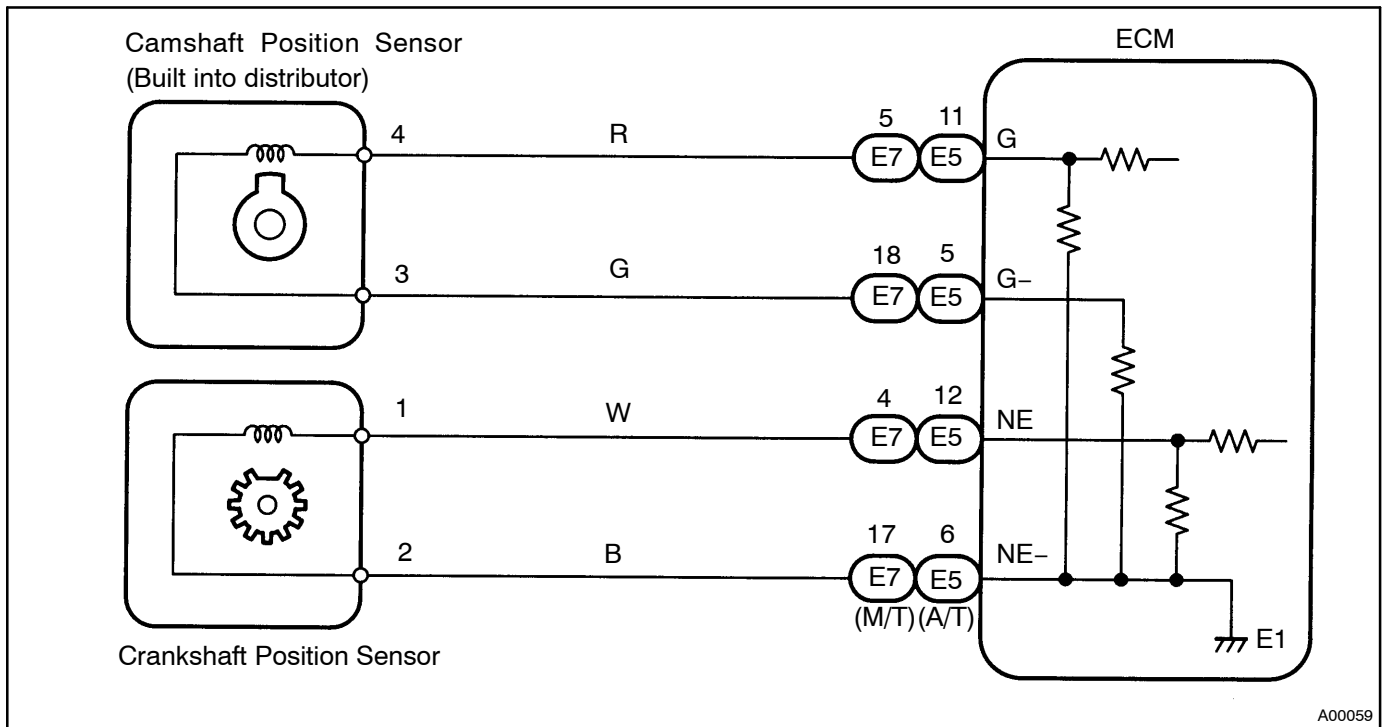 Camshaft Position Sensor
(Built into distributor)
ECM
4
R
5
11
E7
E5
G
3
G
18
5
E7
E5
G−
1
W
4
12
E7
E5
NE
2
B
17
6
E7
E5
NE−
(M/T)
(A/T)
E1
Crankshaft Position Sensor
A00059